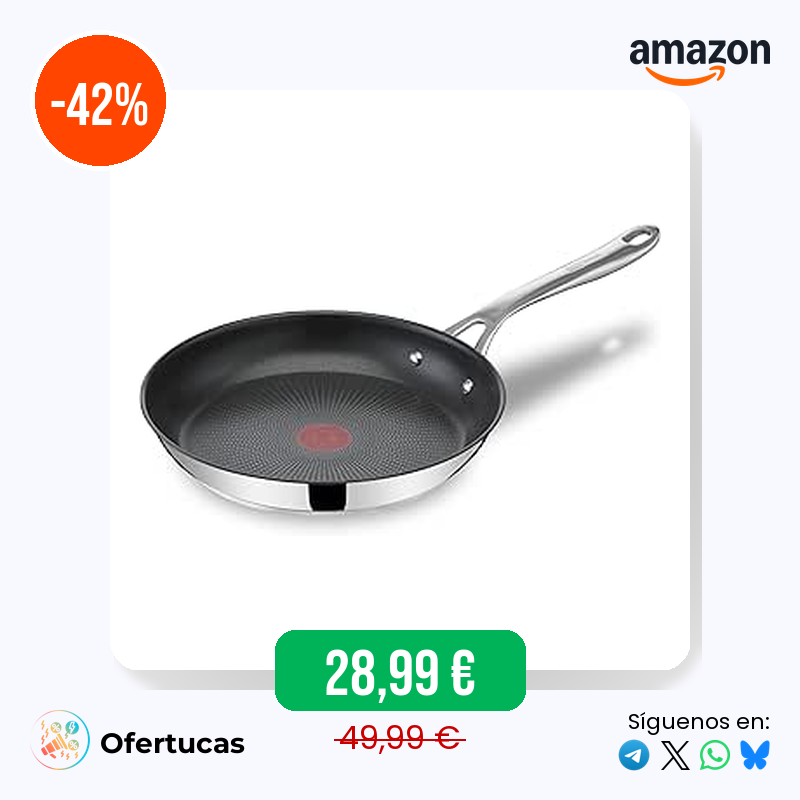 -42%
amazon
28,99 €
49,99 €
Ofertucas
Síguenos en: